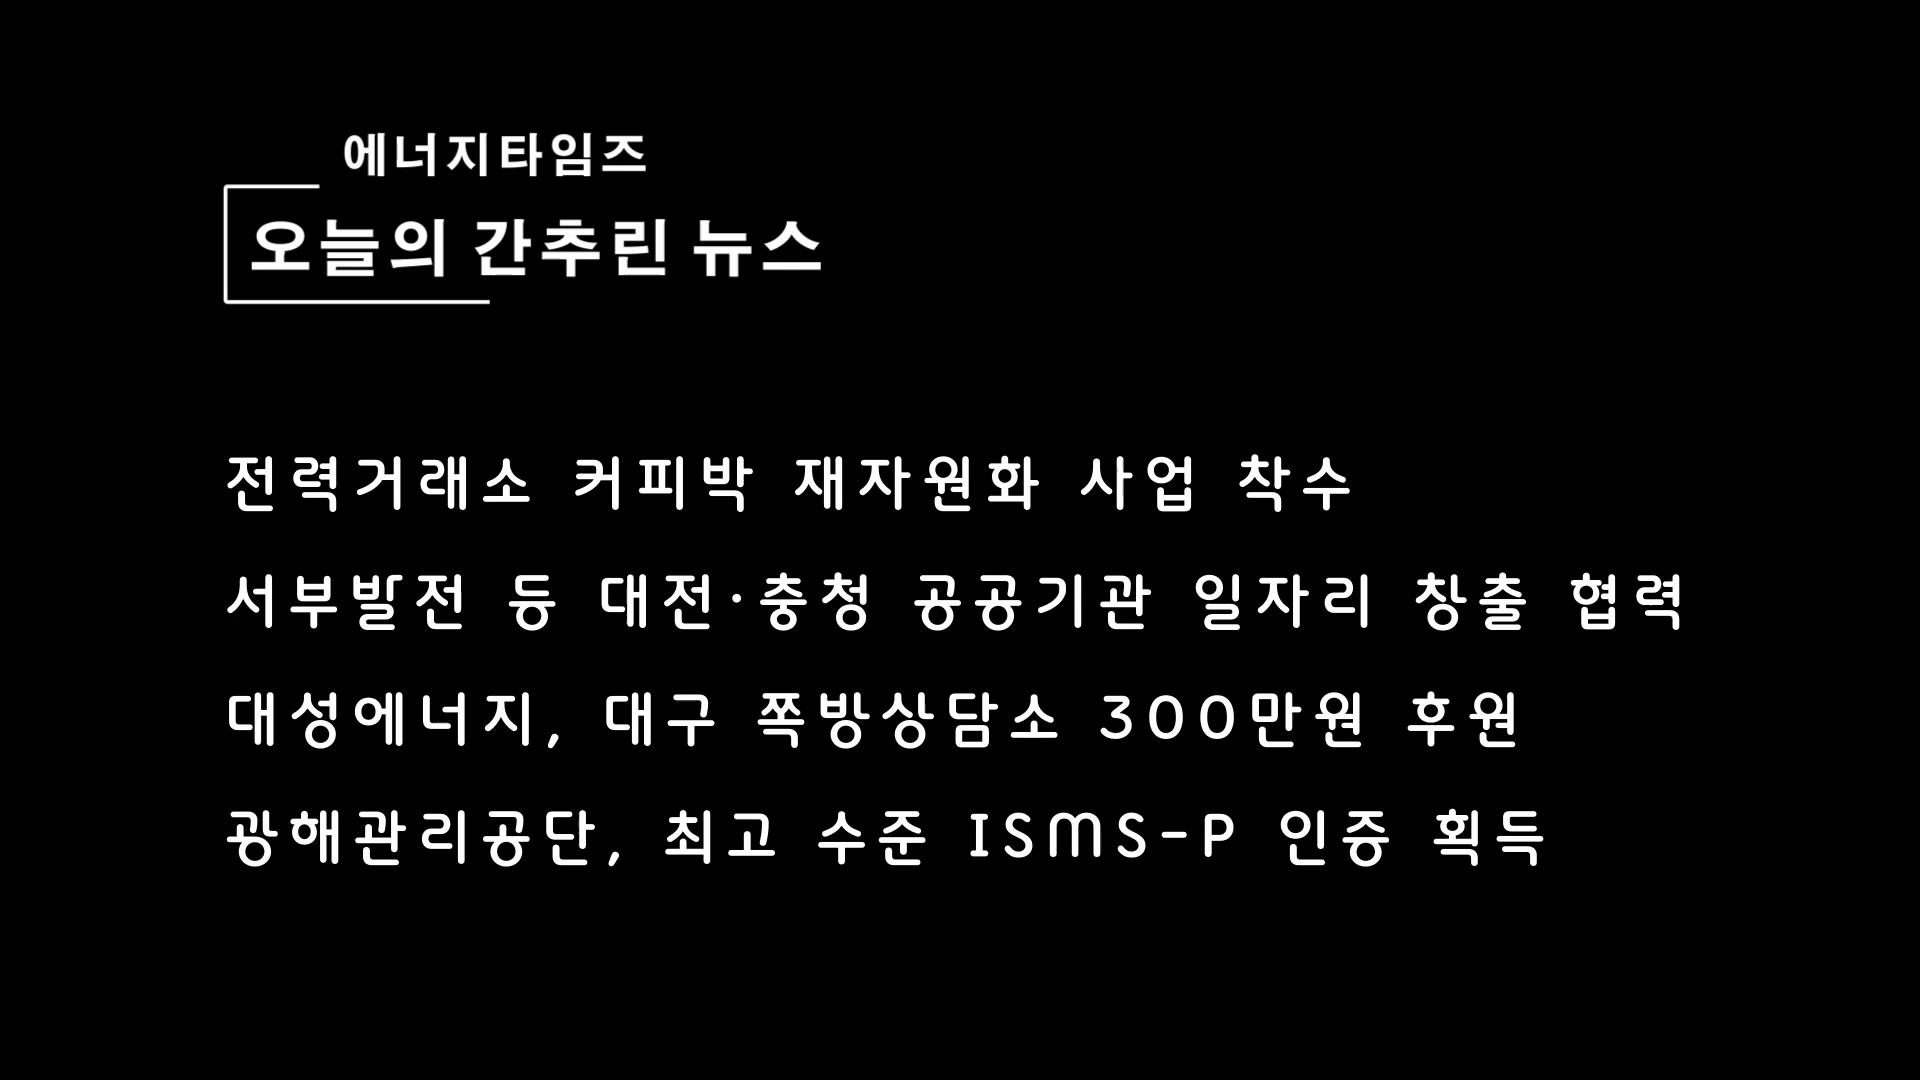 에너지타임즈
오늘의 간추린 뉴스
전력거래소 커피박 재자원화 사업 착수
서부발전 등 대전·충청 공공기관 일자리 창출 협력
대성에너지, 대구 쪽방상담소 300만원 후원
광해관리공단, 최고 수준 ISMS-P 인증 획득